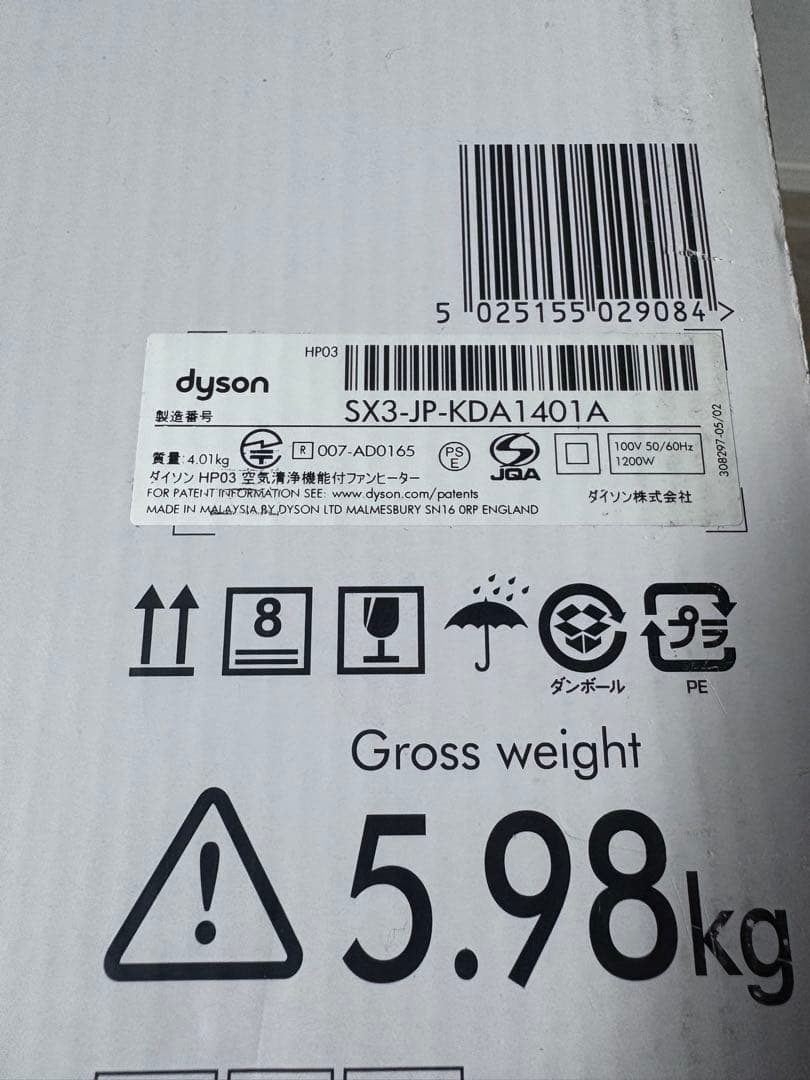 5 025155 029084 >
dyson
HP03
製造番号
SX3-JP-KDA1401A
質量: 4.01kg
R 007-AD0165
PS
E
JQA
100V 50/60Hz
1200W
ダイソン HP03 空気清浄機能付ファンヒーター
FOR PATENT INFORMATION SEE: www.dyson.com/patents
ダイソン株式会社
MADE IN MALAYSIA BY DYSON LTD MALMESBURY SN16 0RP ENGLAND
308297-05/02
8
プラ
ダンボール
PE
Gross weight
!
5.98kg